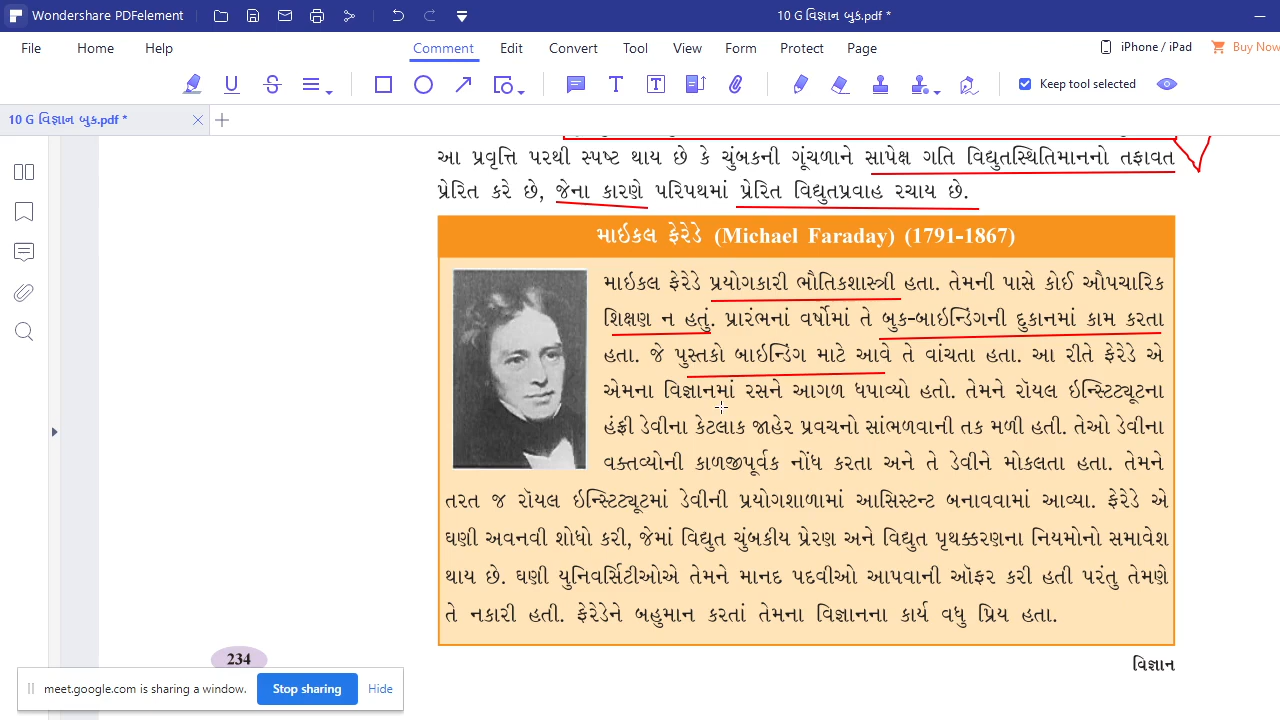 Wondershare PDFelement
10 G વિજ્ઞાન બુક.pdf *
File Home Help Comment Edit Convert Tool View Form Protect Page iPhone / iPad Buy Now
Keep tool selected
10 G વિજ્ઞાન બુક.pdf *
આ પ્રવૃત્તિ પરથી સ્પષ્ટ થાય છે કે ચુંબકની ગૂંચળાને સાપેક્ષ ગતિ વિદ્યુતસ્થિતિમાનનો તફાવત
પ્રેરિત કરે છે, જેના કારણે પરિપથમાં પ્રેરિત વિદ્યુતપ્રવાહ રચાય છે.
માઇકલ ફેરેડે (Michael Faraday) (1791-1867)
માઇકલ ફેરેડે પ્રયોગકારી ભૌતિકશાસ્ત્રી હતા. તેમની પાસે કોઈ ઔપચારિક
શિક્ષણ ન હતું. પ્રારંભનાં વર્ષોમાં તે બુક-બાઇન્ડિંગની દુકાનમાં કામ કરતા
હતા. જે પુસ્તકો બાઇન્ડિંગ માટે આવે તે વાંચતા હતા. આ રીતે ફેરેડે એ
એમના વિજ્ઞાનમાં રસને આગળ ધપાવ્યો હતો. તેમને રૉયલ ઇન્સ્ટિટ્યૂટના
હંફ્રી ડેવીના કેટલાક જાહેર પ્રવચનો સાંભળવાની તક મળી હતી. તેઓ ડેવીના
વક્તવ્યોની કાળજીપૂર્વક નોંધ કરતા અને તે ડેવીને મોકલતા હતા. તેમને
તરત જ રૉયલ ઇન્સ્ટિટ્યૂટમાં ડેવીની પ્રયોગશાળામાં આસિસ્ટન્ટ બનાવવામાં આવ્યા. ફેરેડે એ
ઘણી અવનવી શોધો કરી, જેમાં વિદ્યુત ચુંબકીય પ્રેરણ અને વિદ્યુત પૃથક્કરણના નિયમોનો સમાવેશ
થાય છે. ઘણી યુનિવર્સિટીઓએ તેમને માનદ પદવીઓ આપવાની ઑફર કરી હતી પરંતુ તેમણે
તે નકારી હતી. ફેરેડેને બહુમાન કરતાં તેમના વિજ્ઞાનના કાર્ય વધુ પ્રિય હતા.
234
વિજ્ઞાન
meet.google.com is sharing a window. Stop sharing Hide